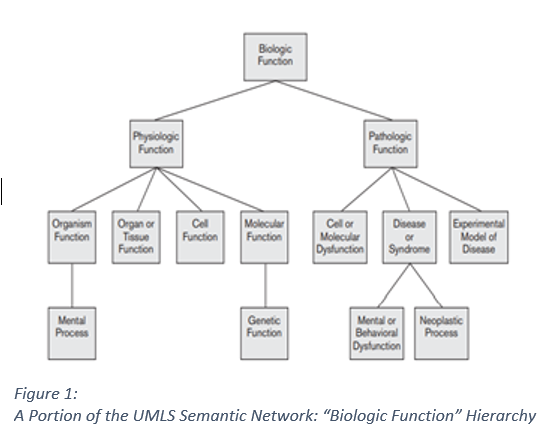 Biologic
Function
Physiologic
Function
Pathologic
Function
Organism
Function
Organ or
Tissue
Function
Cell
Function
Molecular
Function
Cell or
Molecular
Dysfunction
Disease
or
Syndrome
Experimental
Model of
Disease
Mental
Process
Genetic
Function
Mental or
Behavioral
Dysfunction
Neoplastic
Process
Figure 1:
A Portion of the UMLS Semantic Network: “Biologic Function” Hierarchy